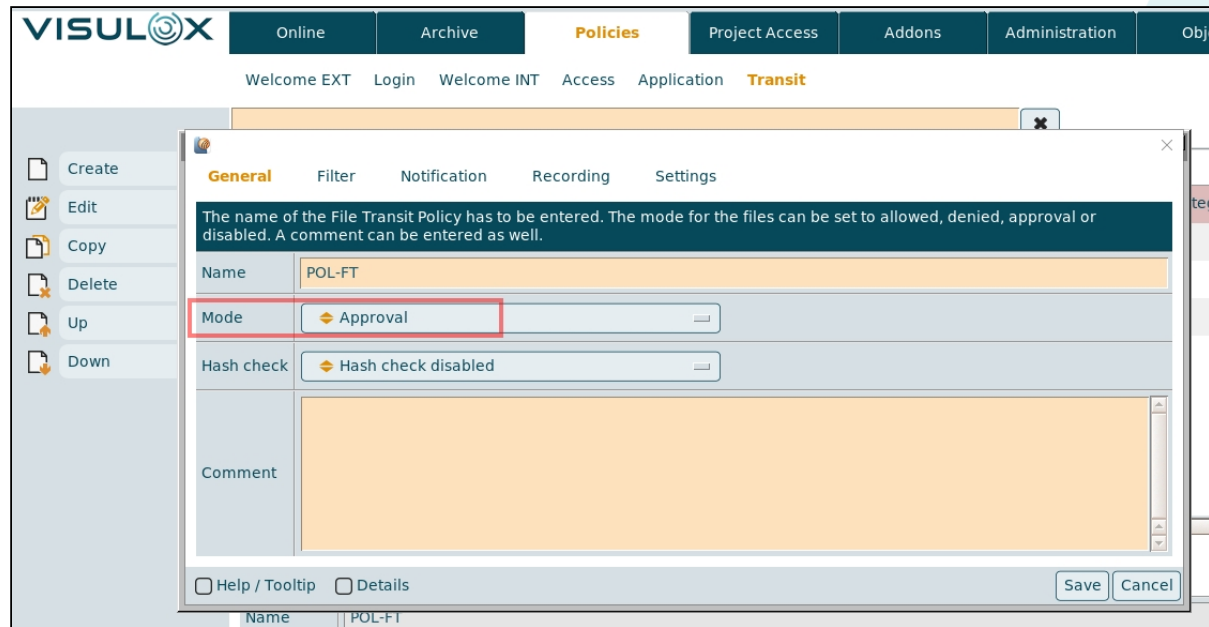 VISULOX
Online
Archive
Policies
Project Access
Addons
Administration
Welcome EXT
Login
Welcome INT
Access
Application
Transit
Create
Edit
Copy
Delete
Up
Down
General
Filter
Notification
Recording
Settings
The name of the File Transit Policy has to be entered. The mode for the files can be set to allowed, denied, approval or
disabled. A comment can be entered as well.
Name
POL-FT
Mode
Approval
Hash check
Hash check disabled
Comment
Help / Tooltip
Details
Save
Cancel
Name
POL-FT